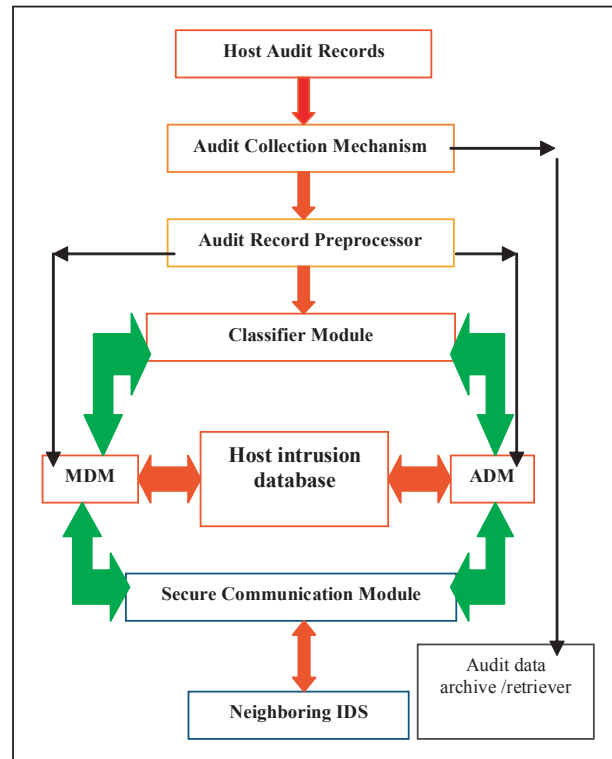 Host Audit Records
Audit Collection Mechanism
Audit Record Preprocessor
Classifier Module
MDM
Host intrusion
database
ADM
Secure Communication Module
Neighboring IDS
Audit data
archive /retriever